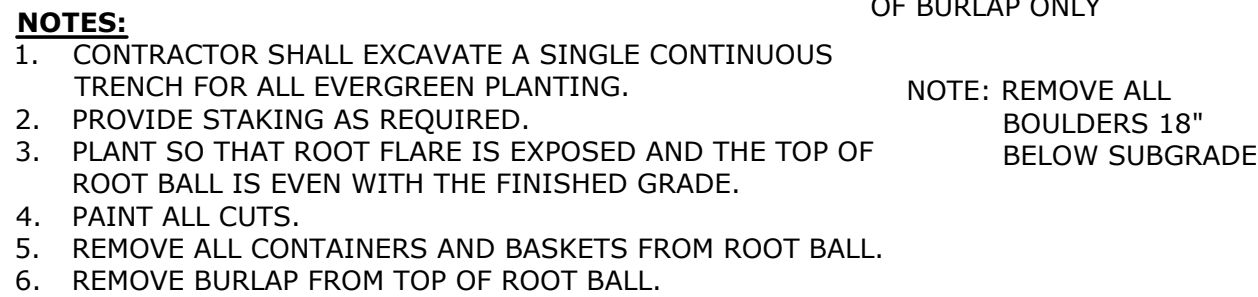 OF BURLAP ONLY
NOTES:
1. CONTRACTOR SHALL EXCAVATE A SINGLE CONTINUOUS
TRENCH FOR ALL EVERGREEN PLANTING.
2. PROVIDE STAKING AS REQUIRED.
3. PLANT SO THAT ROOT FLARE IS EXPOSED AND THE TOP OF
ROOT BALL IS EVEN WITH THE FINISHED GRADE.
4. PAINT ALL CUTS.
5. REMOVE ALL CONTAINERS AND BASKETS FROM ROOT BALL.
6. REMOVE BURLAP FROM TOP OF ROOT BALL.
NOTE: REMOVE ALL
BOULDERS 18"
BELOW SUBGRADE